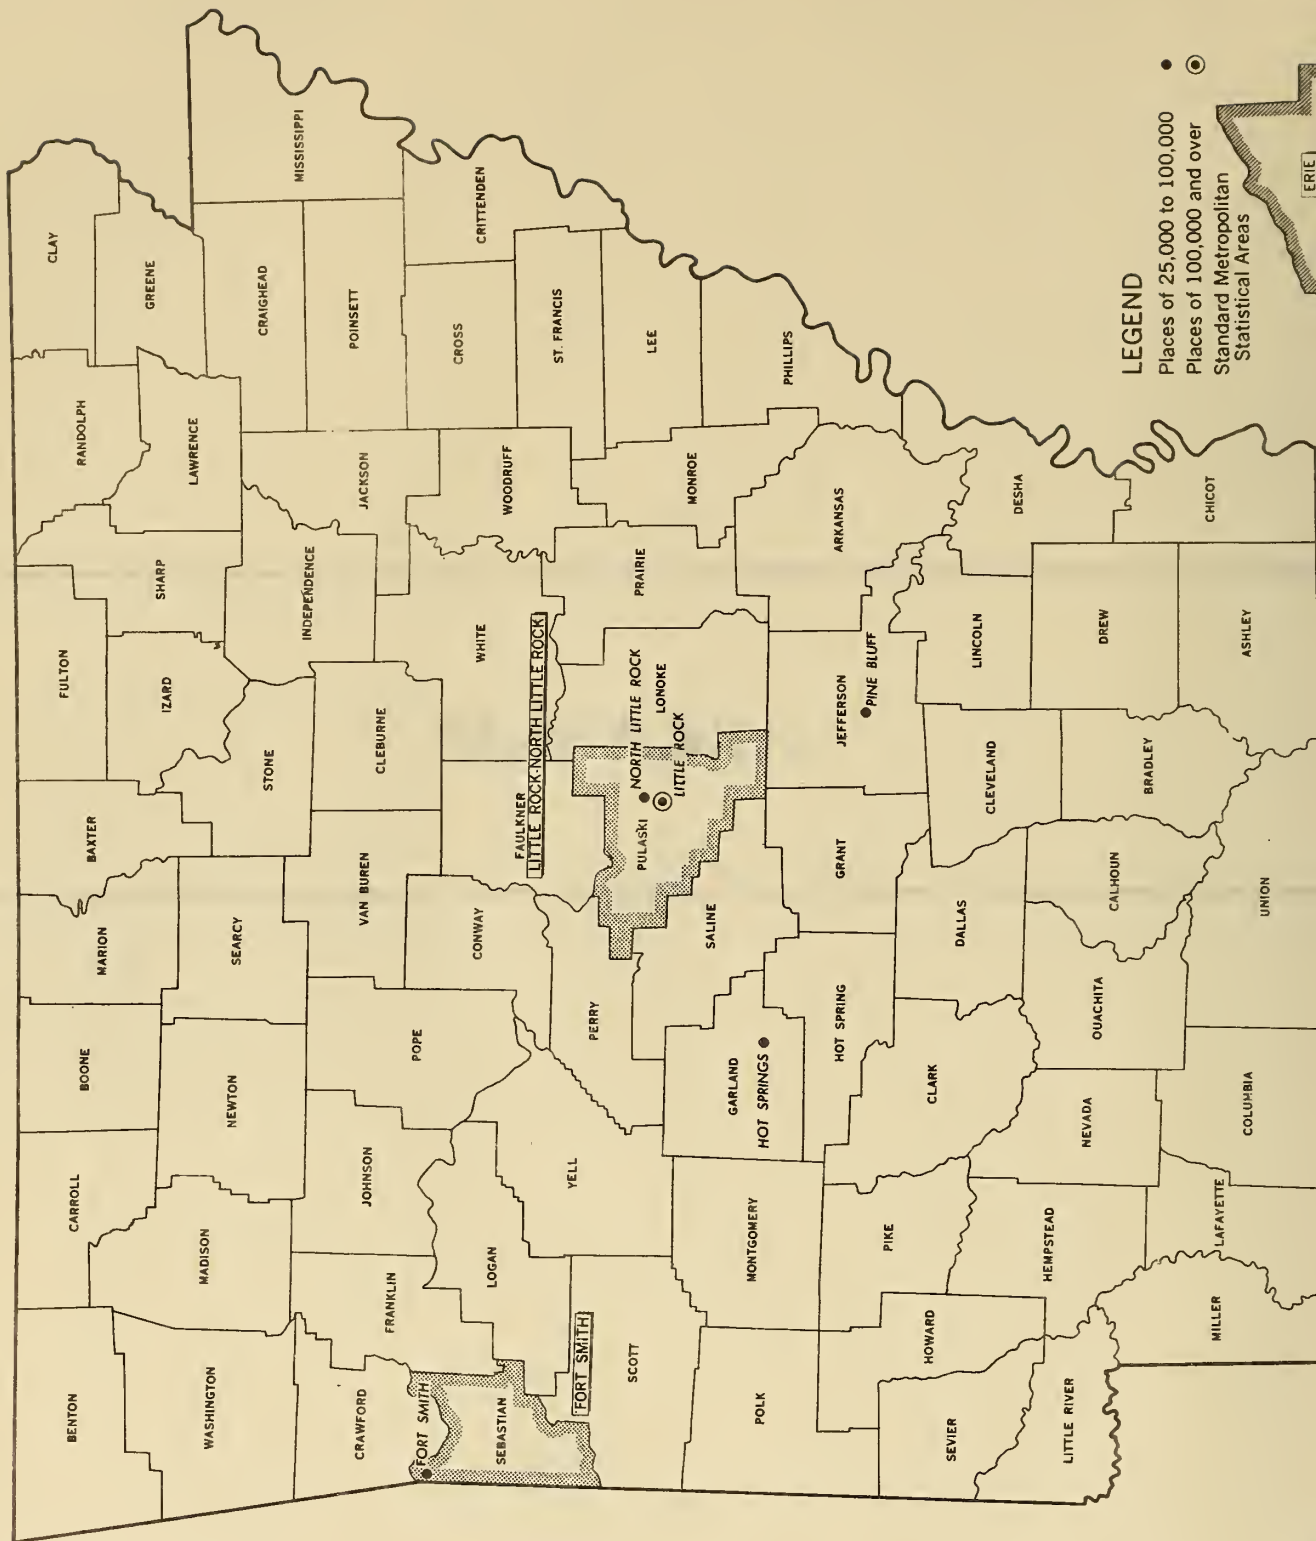 BENTON
CARROLL
BOONE
MARION
BAXTER
FULTON
RANDOLPH
CLAY
WASHINGTON
MADISON
NEWTON
SEARCY
STONE
IZARD
SHARP
LAWRENCE
GREENE
CRAWFORD
FRANKLIN
JOHNSON
POPE
VAN BUREN
CLEBURNE
INDEPENDENCE
JACKSON
CRAIGHEAD
MISSISSIPPI
POINSETT
FORT SMITH
SEBASTIAN
LOGAN
YELL
CONWAY
FAULKNER
WHITE
WOODRUFF
CROSS
CRITTENDEN
ST. FRANCIS
FORT SMITH
LITTLE ROCK-NORTH LITTLE ROCK
SCOTT
PERRY
PULASKI
NORTH LITTLE ROCK
LITTLE ROCK
LONOKE
PRAIRIE
MONROE
LEE
PHILLIPS
POLK
MONTGOMERY
GARLAND
HOT SPRINGS
SALINE
HOT SPRING
GRANT
JEFFERSON
PINE BLUFF
ARKANSAS
SEVIER
HOWARD
PIKE
CLARK
DALLAS
CLEVELAND
LINCOLN
DESHA
LITTLE RIVER
HEMPSTEAD
NEVADA
OUACHITA
CALHOUN
BRADLEY
DREW
CHICOT
MILLER
LAFAYETTE
COLUMBIA
UNION
ASHLEY
LEGEND
Places of 25,000 to 100,000
Places of 100,000 and over
Standard Metropolitan
Statistical Areas
ERIE